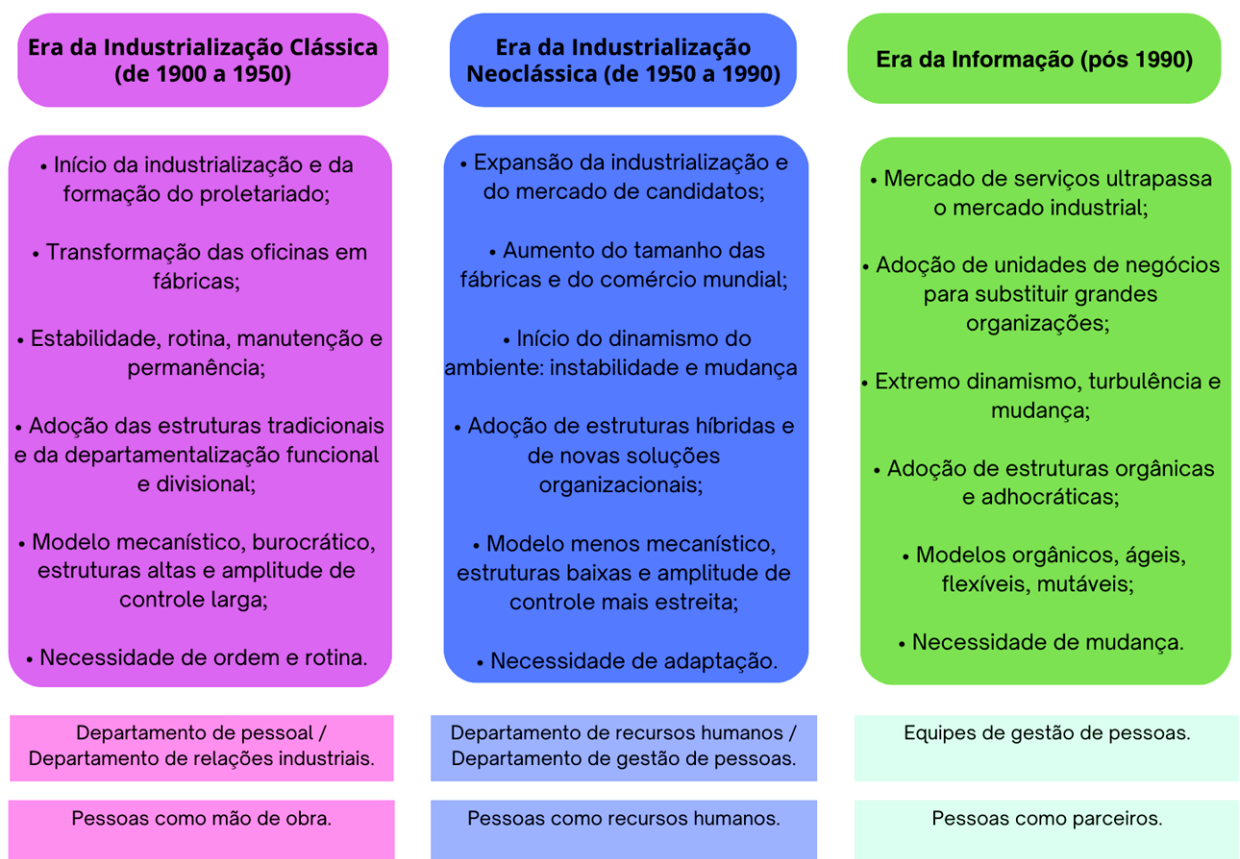 Era da Industrialização Clássica
(de 1900 a 1950)
• Início da industrialização e da
formação do proletariado;
• Transformação das oficinas em
fábricas;
• Estabilidade, rotina, manutenção e
permanência;
• Adoção das estruturas tradicionais
e da departamentalização funcional
e divisional;
• Modelo mecanístico, burocrático,
estruturas altas e amplitude de
controle larga;
• Necessidade de ordem e rotina.
Departamento de pessoal /
Departamento de relações industriais.
Pessoas como mão de obra.
Era da Industrialização
Neoclássica (de 1950 a 1990)
• Expansão da industrialização e
do mercado de candidatos;
• Aumento do tamanho das
fábricas e do comércio mundial;
• Início do dinamismo do
ambiente: instabilidade e mudança
• Adoção de estruturas híbridas e
de novas soluções
organizacionais;
• Modelo menos mecanístico,
estruturas baixas e amplitude de
controle mais estreita;
• Necessidade de adaptação.
Departamento de recursos humanos /
Departamento de gestão de pessoas.
Pessoas como recursos humanos.
Era da Informação (pós 1990)
• Mercado de serviços ultrapassa
o mercado industrial;
• Adoção de unidades de negócios
para substituir grandes
organizações;
• Extremo dinamismo, turbulência e
mudança;
• Adoção de estruturas orgânicas
e adhocráticas;
• Modelos orgânicos, ágeis,
flexíveis, mutáveis;
• Necessidade de mudança.
Equipes de gestão de pessoas.
Pessoas como parceiros.